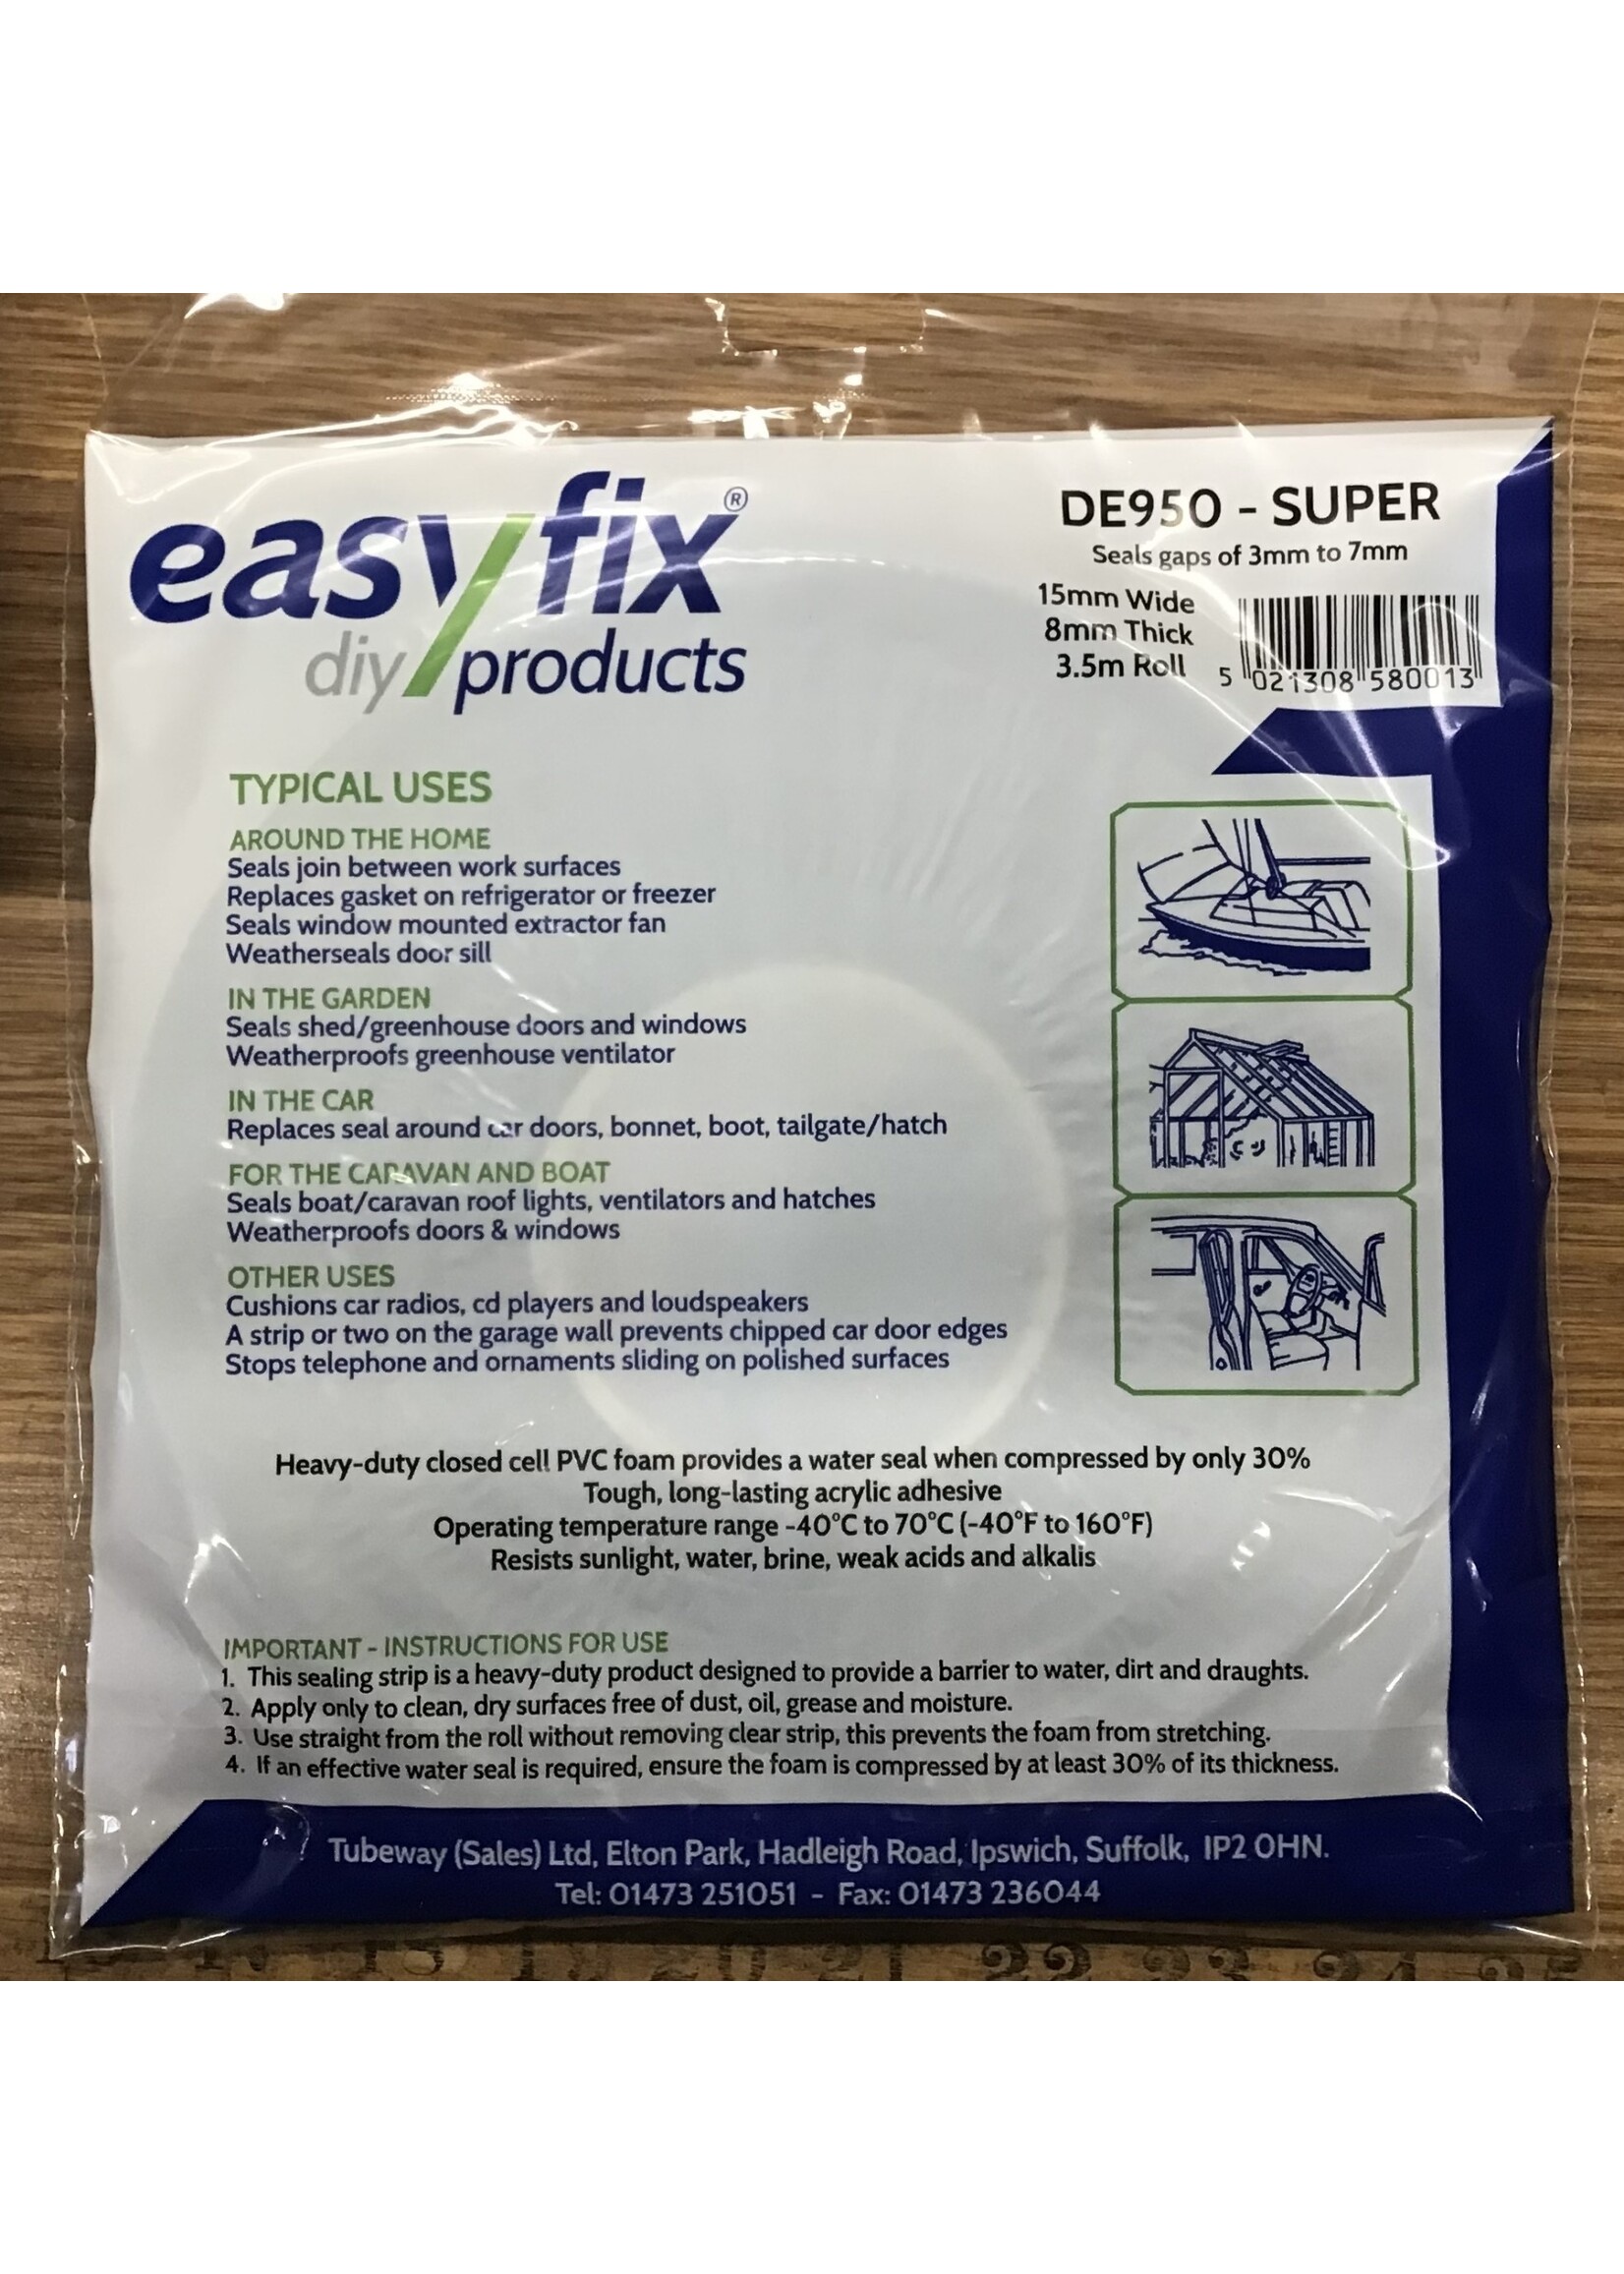 easyfix®
diy products
DE950 - SUPER
Seals gaps of 3mm to 7mm
15mm Wide
8mm Thick
3.5m Roll
5 021308 580013
TYPICAL USES
AROUND THE HOME
Seals join between work surfaces
Replaces gasket on refrigerator or freezer
Seals window mounted extractor fan
Weatherseals door sill
IN THE GARDEN
Seals shed/greenhouse doors and windows
Weatherproofs greenhouse ventilator
IN THE CAR
Replaces seal around car doors, bonnet, boot, tailgate/hatch
FOR THE CARAVAN AND BOAT
Seals boat/caravan roof lights, ventilators and hatches
Weatherproofs doors & windows
OTHER USES
Cushions car radios, cd players and loudspeakers
A strip or two on the garage wall prevents chipped car door edges
Stops telephone and ornaments sliding on polished surfaces
Heavy-duty closed cell PVC foam provides a water seal when compressed by only 30%
Tough, long-lasting acrylic adhesive
Operating temperature range -40°C to 70°C (-40°F to 160°F)
Resists sunlight, water, brine, weak acids and alkalis
IMPORTANT - INSTRUCTIONS FOR USE
1. This sealing strip is a heavy-duty product designed to provide a barrier to water, dirt and draughts.
2. Apply only to clean, dry surfaces free of dust, oil, grease and moisture.
3. Use straight from the roll without removing clear strip, this prevents the foam from stretching.
4. If an effective water seal is required, ensure the foam is compressed by at least 30% of its thickness.
Tubeway (Sales) Ltd, Elton Park, Hadleigh Road, Ipswich, Suffolk, IP2 0HN.
Tel: 01473 251051 - Fax: 01473 236044
22 23 24